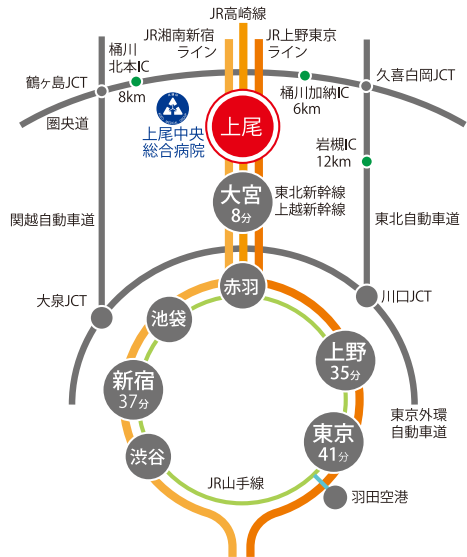 JR高崎線
JR湘南新宿
ライン
JR上野東京
ライン
桶川
北本IC
8km
鶴ヶ島JCT
久喜白岡JCT
桶川加納IC
6km
圏央道
上尾中央
総合病院
上尾
岩槻IC
12km
大宮
8分
東北新幹線
上越新幹線
関越自動車道
東北自動車道
大泉JCT
赤羽
川口JCT
池袋
上野
35分
新宿
37分
東京
41分
東京外環
自動車道
渋谷
JR山手線
羽田空港